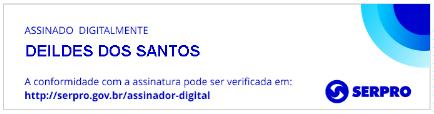 ASSINADO DIGITALMENTE
DEILDES DOS SANTOS
A conformidade com a assinatura pode ser verificada em:
http://serpro.gov.br/assinador-digital
SERPRO